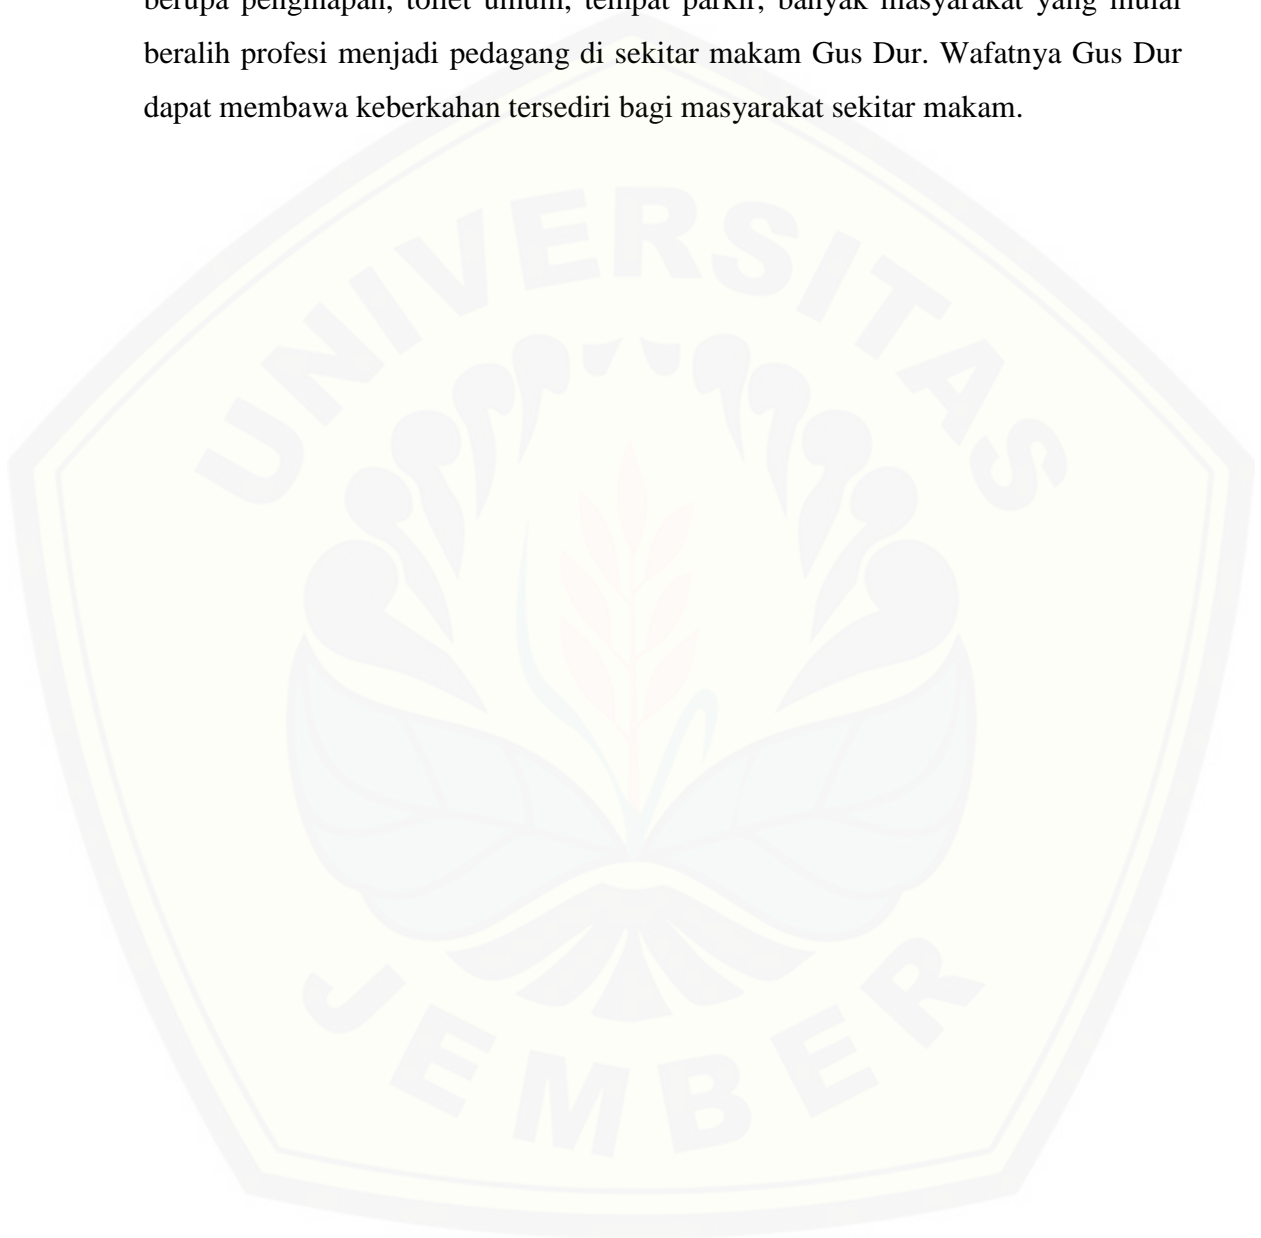 berupa penginapan, toilet umum, tempat parkir, banyak masyarakat yang mulai
beralih profesi menjadi pedagang di sekitar makam Gus Dur. Wafatnya Gus Dur
dapat membawa keberkahan tersediri bagi masyarakat sekitar makam.
UNIVERSITAS
JEMBER